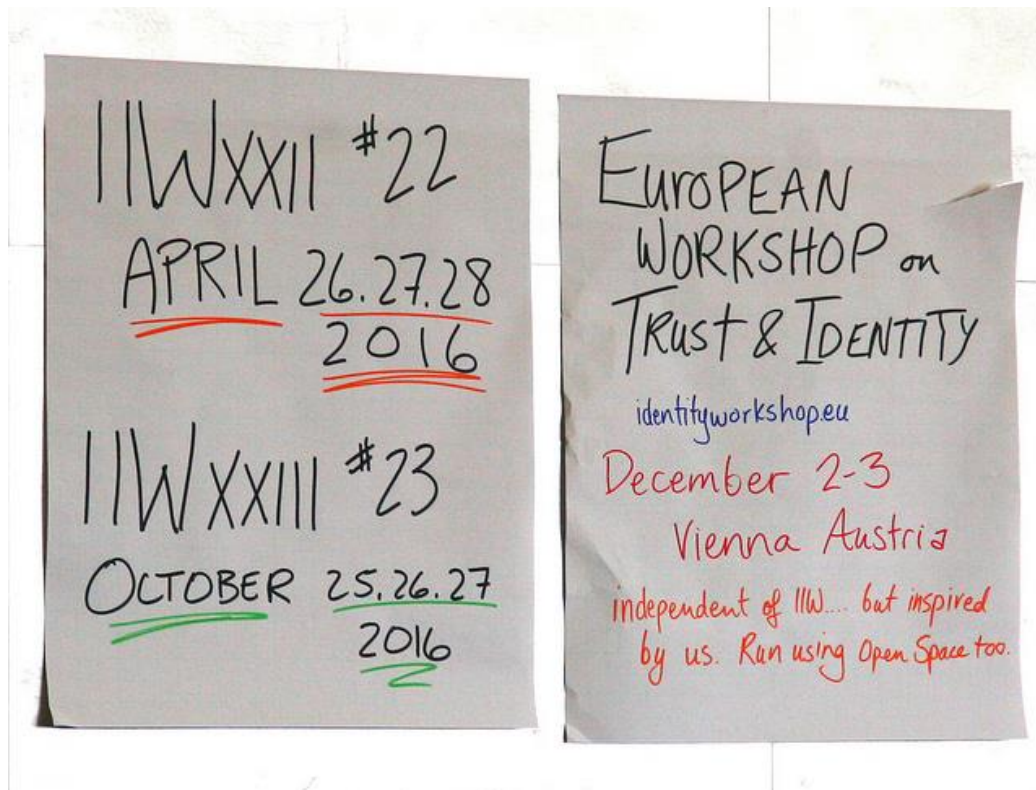 IIWXXII #22
APRIL 26.27.28
2016
IIWXXIII #23
OCTOBER 25.26.27
2016
EUROPEAN
WORKSHOP on
TRUST & IDENTITY
identityworkshop.eu
December 2-3
Vienna Austria
independent of IIW.... but inspired
by us. Run using Open Space too.